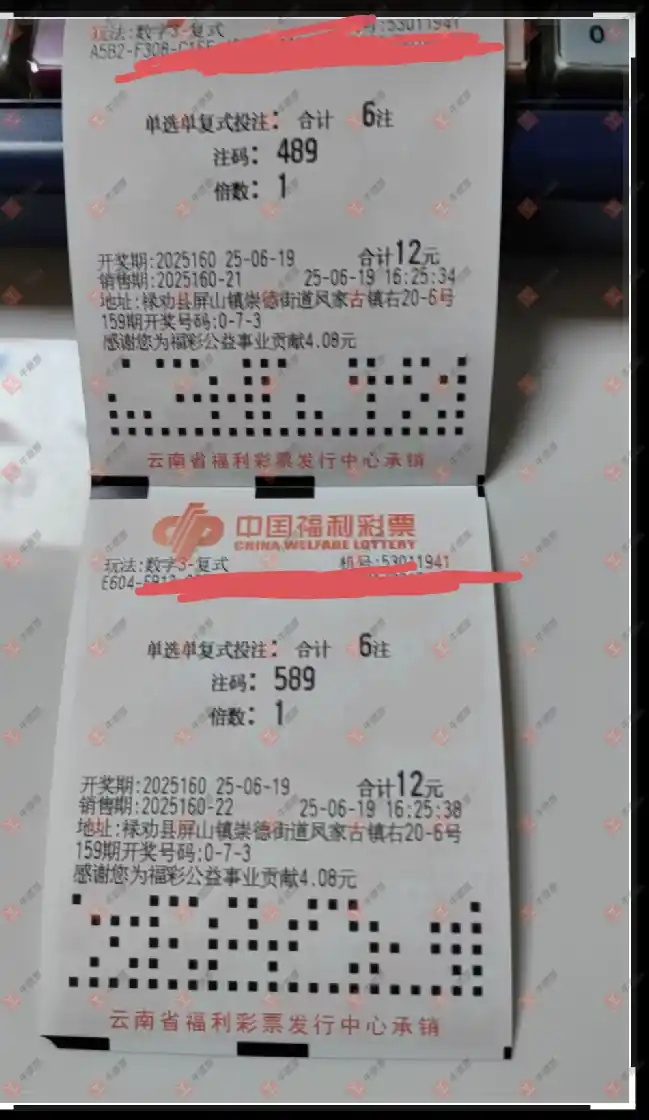 0
玩法:数字3-复式 机号:53011941
A5B2-F30B-C1FF
单选单复式投注: 合计 6注
注码: 489
倍数: 1
开奖期:2025160 25-06-19 合计12元
销售期:2025160-21 25-06-19 16:25:34
地址:禄劝县屏山镇崇德街道凤家古镇右20-6号
159期开奖号码:0-7-3
感谢您为福彩公益事业贡献4.08元
云南省福利彩票发行中心承销
中国福利彩票
CHINA WELFARE LOTTERY
玩法:数字3-复式 机号:53011941
E604-
单选单复式投注: 合计 6注
注码: 589
倍数: 1
开奖期:2025160 25-06-19 合计12元
销售期:2025160-22 25-06-19 16:25:38
地址:禄劝县屏山镇崇德街道凤家古镇右20-6号
159期开奖号码:0-7-3
感谢您为福彩公益事业贡献4.08元
云南省福利彩票发行中心承销